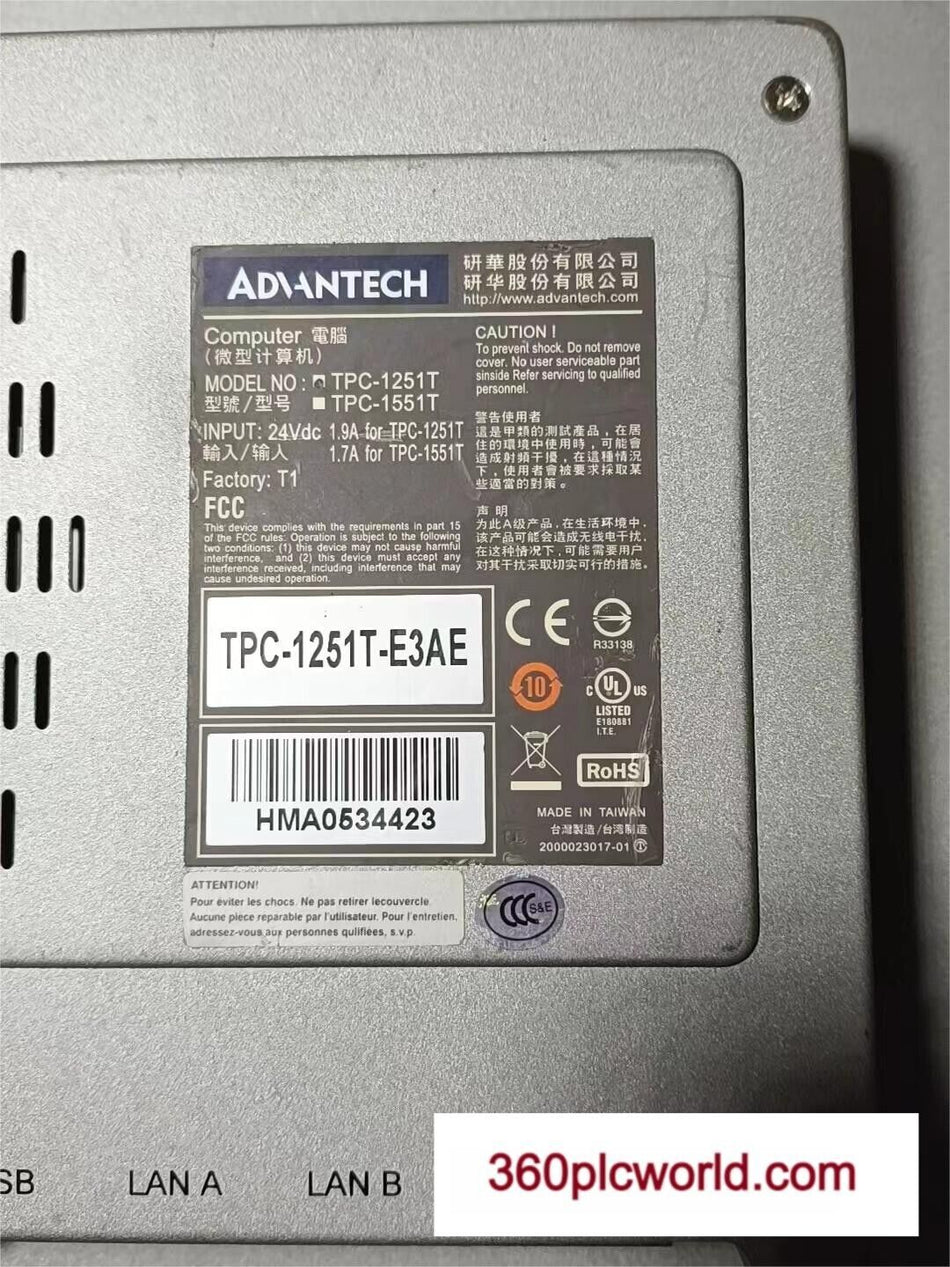 ADVANTECH
研華股份有限公司
研华股份有限公司
http://www.advantech.com
Computer 電腦
(微型计算机)
MODEL NO : TPC-1251T
型號/型号 TPC-1551T
INPUT: 24Vdc 1.9A for TPC-1251T
輸入/输入 1.7A for TPC-1551T
Factory: T1
FCC
This device complies with the requirements in part 15
of the FCC rules: Operation is subject to the following
two conditions: (1) this device may not cause harmful
interference, and (2) this device must accept any
interference received, including interference that may
cause undesired operation.
CAUTION !
To prevent shock. Do not remove
cover. No user serviceable part
sinside Refer servicing to qualified
personnel.
警告使用者
這是甲類的測試產品，在居
住的環境中使用時，可能會
造成射頻干擾，在這種情況
下，使用者會被要求採取某
些適當的對策。
声 明
为此A级产品，在生活环境中，
该产品可能会造成无线电干扰，
在这种情况下，可能需要用户
对其干扰采取切实可行的措施。
TPC-1251T-E3AE
CE
R33138
10
C UL US
LISTED
E180881
I.T.E.
RoHS
HMA0534423
MADE IN TAIWAN
台灣製造/台湾制造
2000023017-01 ①
ATTENTION!
Pour éviter les chocs. Ne pas retirer lecouvercle.
Aucune piece reparable par l'utilisateur. Pour l'entretien,
adressez-vous aux personnes qulifiées, s.v.p.
CCC S&E
SB
LAN A
LAN B
360plcworld.com